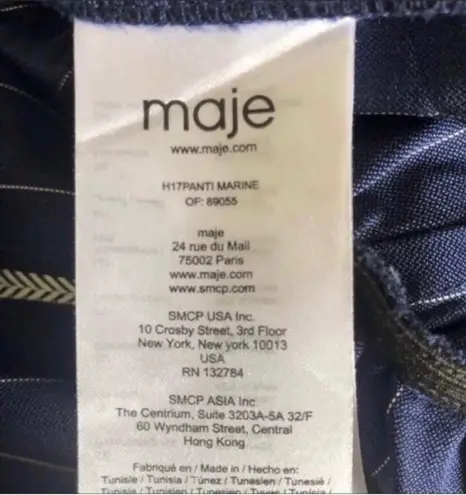 maje
www.maje.com
H17PANTI MARINE
OF: 89055
maje
24 rue du Mail
75002 Paris
www.maje.com
www.smcp.com
SMCP USA Inc.
10 Crosby Street, 3rd Floor
New York, New york 10013
USA
RN 132784
SMCP ASIA Inc.
The Centrium, Suite 3203A-5A 32/F
60 Wyndham Street, Central
Hong Kong
Fabriqué en / Made in / Hecho en:
Tunisie / Tunisia / Túnez / Tunesien / Tunesië /